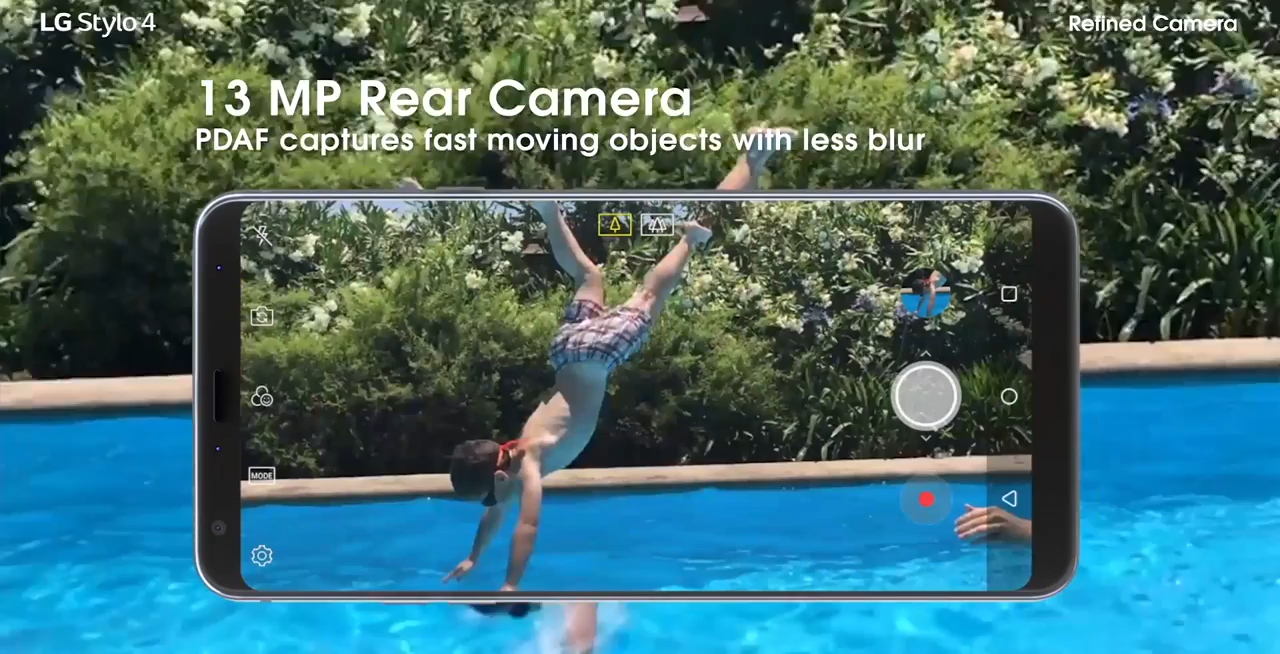 LG Stylo 4
Refined Camera
13 MP Rear Camera
PDAF captures fast moving objects with less blur
MODE